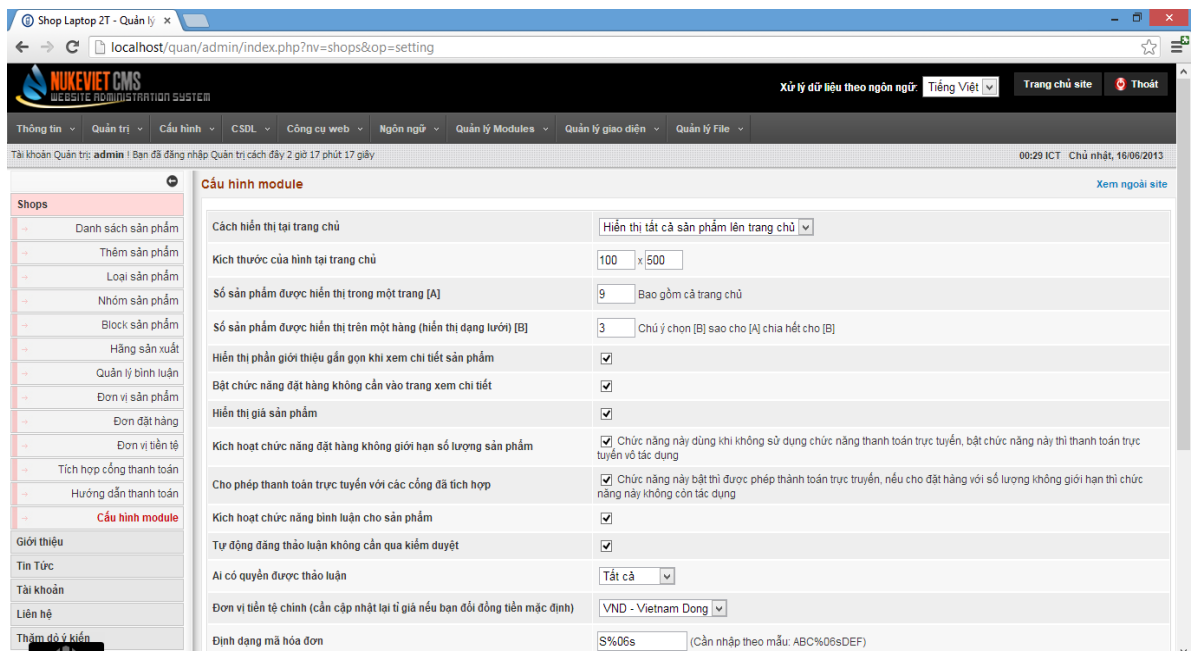 Shop Laptop 2T - Quản lý
localhost/quan/admin/index.php?nv=shops&op=setting
NUKEVIET CMS
WEBSITE ADMINISTRATION SYSTEM
Xử lý dữ liệu theo ngôn ngữ: Tiếng Việt Trang chủ site Thoát
Thông tin Quản trị Cấu hình CSDL Công cụ web Ngôn ngữ Quản lý Modules Quản lý giao diện Quản lý File
Tài khoản Quản trị: admin ! Bạn đã đăng nhập Quản trị cách đây 2 giờ 17 phút 17 giây 00:29 ICT Chủ nhật, 16/06/2013
Cấu hình module Xem ngoài site
Shops
Danh sách sản phẩm
Thêm sản phẩm
Loại sản phẩm
Nhóm sản phẩm
Block sản phẩm
Hãng sản xuất
Quản lý bình luận
Đơn vị sản phẩm
Đơn đặt hàng
Đơn vị tiền tệ
Tích hợp cổng thanh toán
Hướng dẫn thanh toán
Cấu hình module
Giới thiệu
Tin Tức
Tài khoản
Liên hệ
Thăm dò ý kiến
Cách hiển thị tại trang chủ Hiển thị tất cả sản phẩm lên trang chủ
Kích thước của hình tại trang chủ 100 x 500
Số sản phẩm được hiển thị trong một trang [A] 9 Bao gồm cả trang chủ
Số sản phẩm được hiển thị trên một hàng (hiển thị dạng lưới) [B] 3 Chú ý chọn [B] sao cho [A] chia hết cho [B]
Hiển thị phần giới thiệu gắn gọn khi xem chi tiết sản phẩm
Bật chức năng đặt hàng không cần vào trang xem chi tiết
Hiển thị giá sản phẩm
Kích hoạt chức năng đặt hàng không giới hạn số lượng sản phẩm Chức năng này dùng khi không sử dụng chức năng thanh toán trực tuyến, bật chức năng này thì thanh toán trực
tuyến vô tác dụng
Cho phép thanh toán trực tuyến với các cổng đã tích hợp Chức năng này bật thì được phép thành toán trực truyến, nếu cho đặt hàng với số lượng không giới hạn thì chức
năng này không còn tác dụng
Kích hoạt chức năng bình luận cho sản phẩm
Tự động đăng thảo luận không cần qua kiểm duyệt
Ai có quyền được thảo luận Tất cả
Đơn vị tiền tệ chính (cần cập nhật lại tỉ giá nếu bạn đổi đồng tiền mặc định) VND - Vietnam Dong
Định dạng mã hóa đơn S%06s (Cần nhập theo mẫu: ABC%06sDEF)